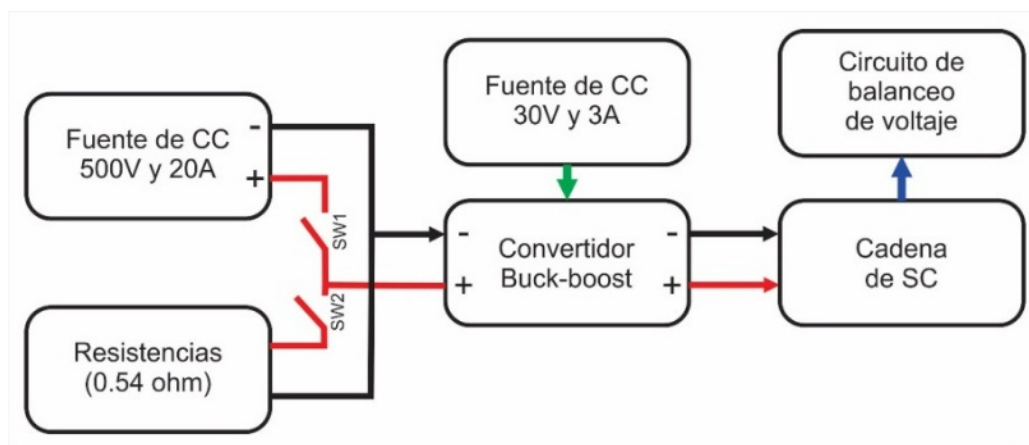 Fuente de CC
500V y 20A
-
+
SW1
SW2
Resistencias
(0.54 ohm)
Fuente de CC
30V y 3A
-
+
Convertidor
Buck-boost
-
+
Circuito de
balanceo
de voltaje
Cadena
de SC